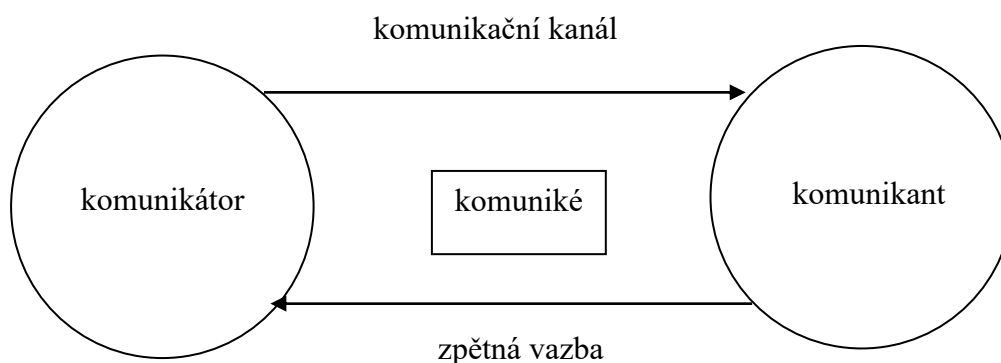 komunikační kanál
komunikátor
komuniké
komunikant
zpětná vazba